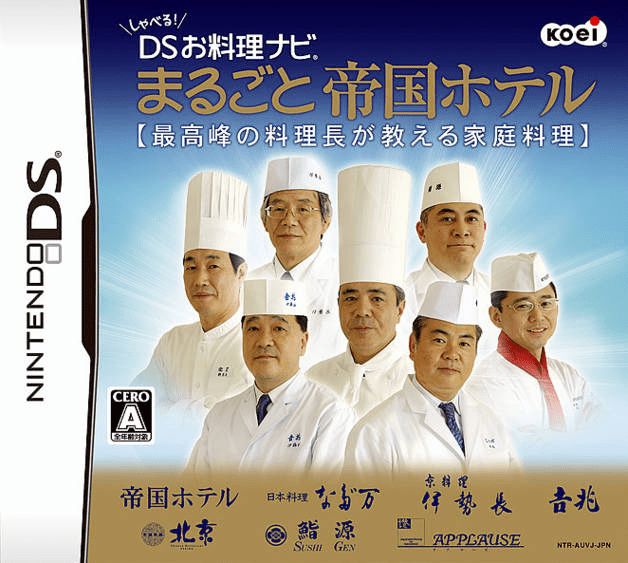 しゃべる!
DSお料理ナビ®
まるごと帝国ホテル
【最高峰の料理長が教える家庭料理】
KOEI®
NINTENDO DS®
CERO
A
全年齢対象
帝国ホテル
日本料理 なだ万
京料理 伊勢長
𠮷兆
北京
鮨 源
SUSHI GEN
APPLAUSE
NTR-AUVJ-JPN